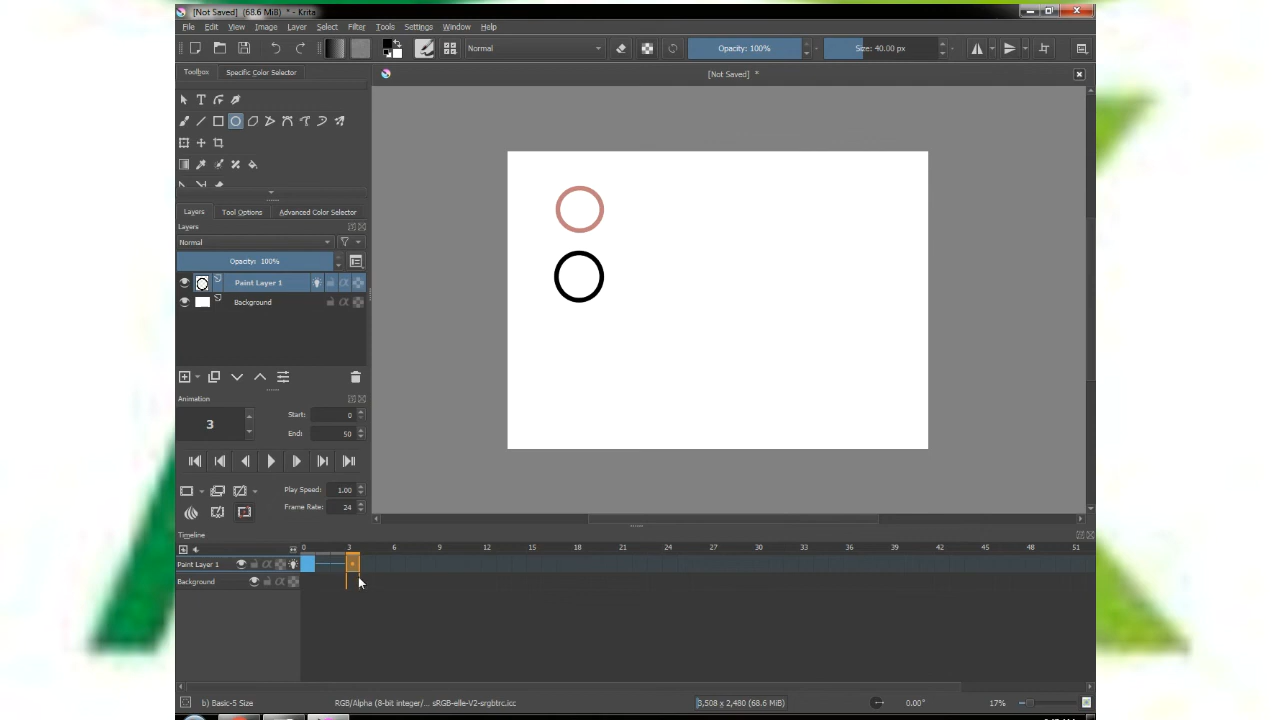 [Not Saved] (68.6 MiB) * - Krita
File Edit View Image Layer Select Filter Tools Settings Window Help
Normal Opacity: 100% Size: 40.00 px
Toolbox Specific Color Selector
[Not Saved] *
Layers Tool Options Advanced Color Selector
Layers
Normal
Opacity: 100%
Paint Layer 1
Background
Animation
3 Start: 0
End: 50
Play Speed: 1.00
Frame Rate: 24
Timeline
0 3 6 9 12 15 18 21 24 27 30 33 36 39 42 45 48 51
Paint Layer 1
Background
b) Basic-5 Size RGB/Alpha (8-bit integer/... sRGB-elle-V2-srgbtrc.icc 3,508 x 2,480 (68.6 MiB) 0.00° 17%